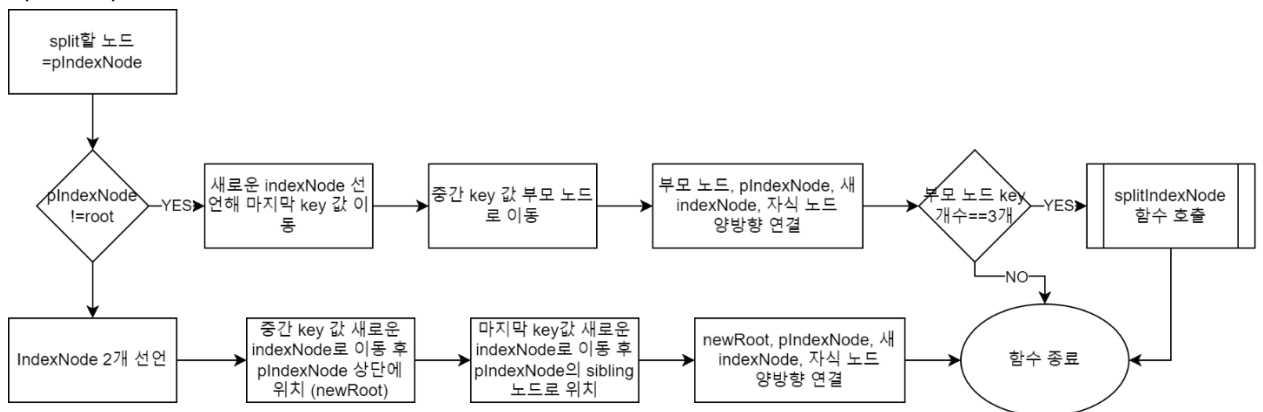 split할 노드
=pIndexNode
pIndexNode
!=root
YES
새로운 indexNode 선
언해 마지막 key 값 이
동
중간 key 값 부모 노드
로 이동
부모 노드, pIndexNode, 새
indexNode, 자식 노드
양방향 연결
부모 노드 key
개수==3개
YES
splitIndexNode
함수 호출
NO
IndexNode 2개 선언
중간 key 값 새로운
indexNode로 이동 후
pIndexNode 상단에
위치 (newRoot)
마지막 key값 새로운
indexNode로 이동 후
pIndexNode의 sibling
노드로 위치
newRoot, pIndexNode, 새
indexNode, 자식 노드
양방향 연결
함수 종료